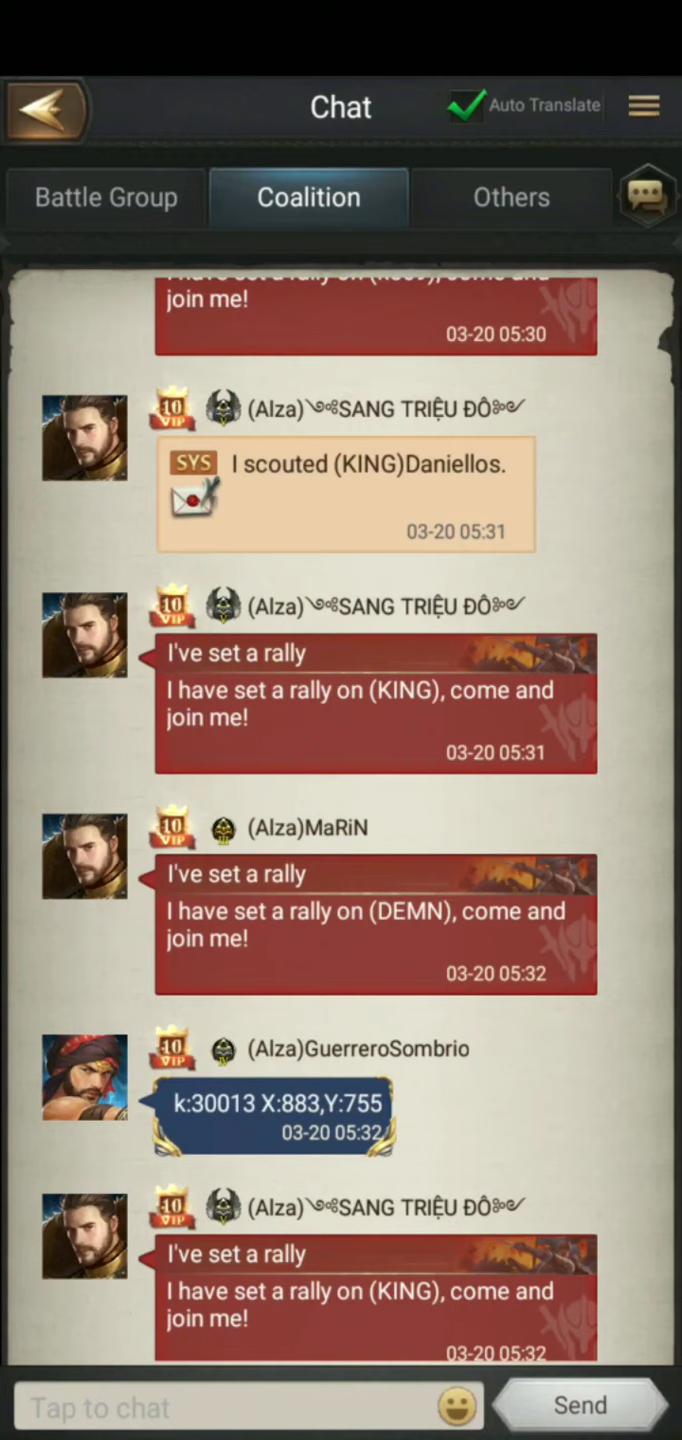 Chat
Auto Translate
Battle Group
Coalition
Others
join me!
03-20 05:30
10 VIP
(Alza)༺SANG TRIỆU ĐÔ༻
SYS I scouted (KING)Daniellos.
03-20 05:31
10 VIP
(Alza)༺SANG TRIỆU ĐÔ༻
I've set a rally
I have set a rally on (KING), come and
join me!
03-20 05:31
10 VIP
(Alza)MaRiN
I've set a rally
I have set a rally on (DEMN), come and
join me!
03-20 05:32
10 VIP
(Alza)GuerreroSombrio
k:30013 X:883,Y:755
03-20 05:32
10 VIP
(Alza)༺SANG TRIỆU ĐÔ༻
I've set a rally
I have set a rally on (KING), come and
join me!
03-20 05:32
Tap to chat
Send